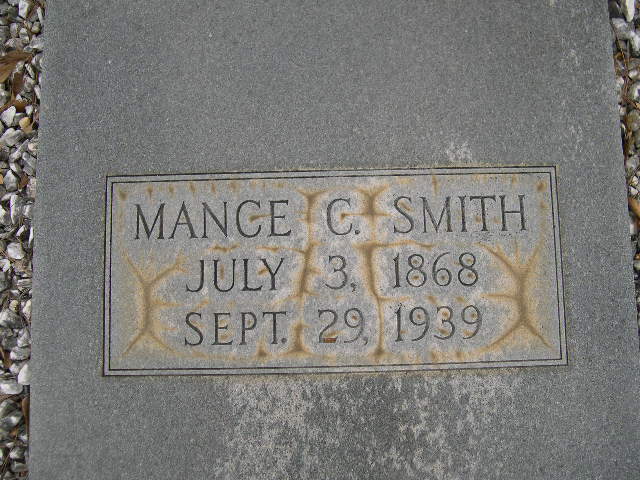 MANCE C. SMITH
JULY 3, 1868
SEPT. 29, 1939